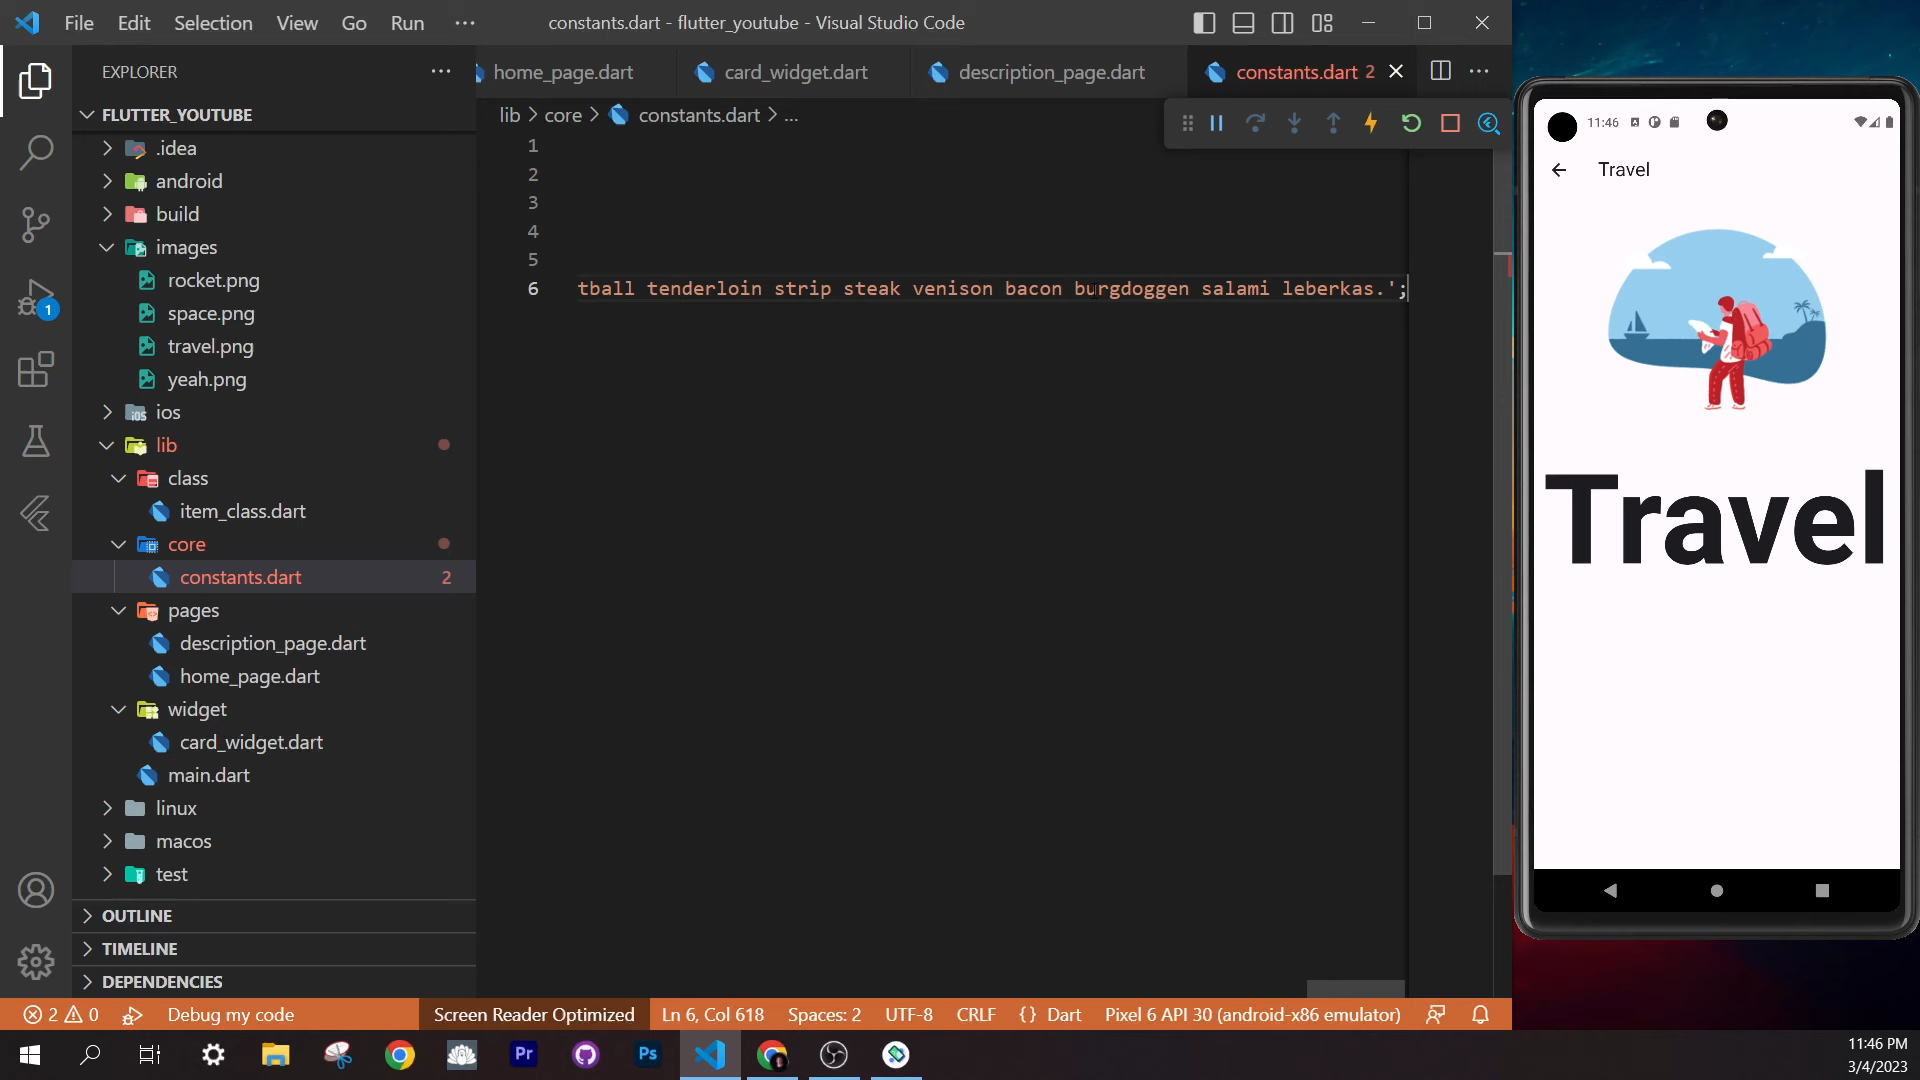 File Edit Selection View Go Run ... constants.dart - flutter_youtube - Visual Studio Code
EXPLORER
home_page.dart card_widget.dart description_page.dart constants.dart 2
FLUTTER_YOUTUBE
lib > core > constants.dart > ...
.idea
android
build
images
rocket.png
space.png
travel.png
yeah.png
ios
lib
class
item_class.dart
core
constants.dart 2
pages
description_page.dart
home_page.dart
widget
card_widget.dart
main.dart
linux
macos
test
OUTLINE
TIMELINE
DEPENDENCIES
1
1
2
3
4
5
6 tball tenderloin strip steak venison bacon burgdoggen salami leberkas.';
11:46
Travel
Travel
2 0 Debug my code Screen Reader Optimized Ln 6, Col 618 Spaces: 2 UTF-8 CRLF {} Dart Pixel 6 API 30 (android-x86 emulator)
Pr Ps
11:46 PM
3/4/2023